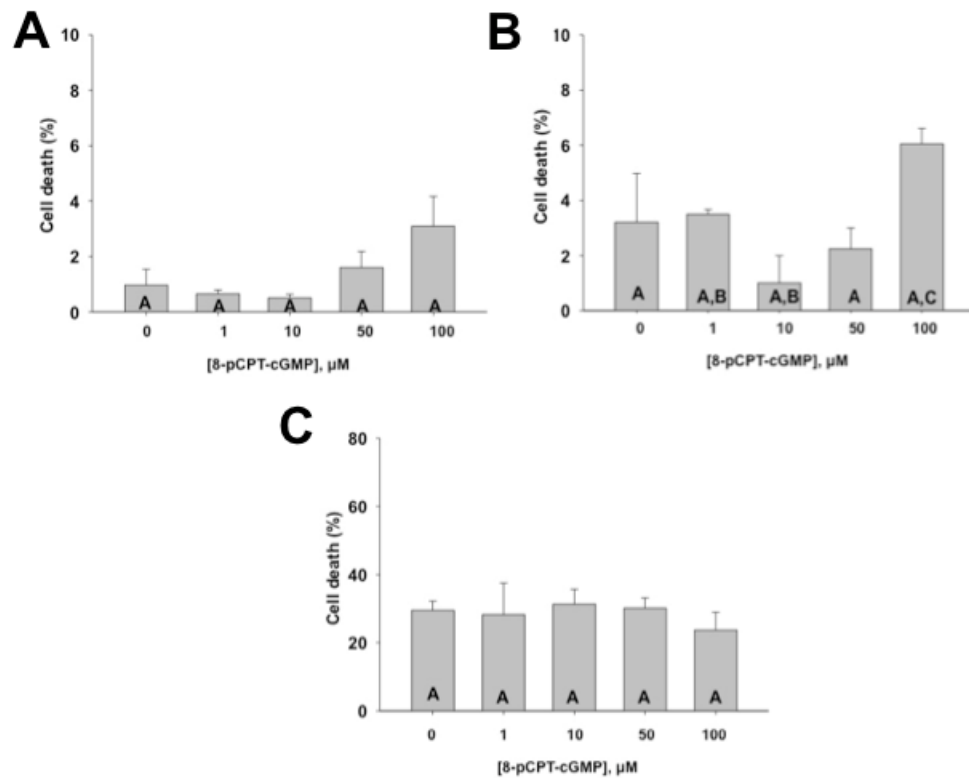 A
10
8
6
4
2
0
Cell death (%)
A A A A A
0 1 10 50 100
[8-pCPT-cGMP], µM
B
10
8
6
4
2
0
Cell death (%)
A A,B A,B A A,C
0 1 10 50 100
[8-pCPT-cGMP], µM
C
80
60
40
20
0
Cell death (%)
A A A A A
0 1 10 50 100
[8-pCPT-cGMP], µM